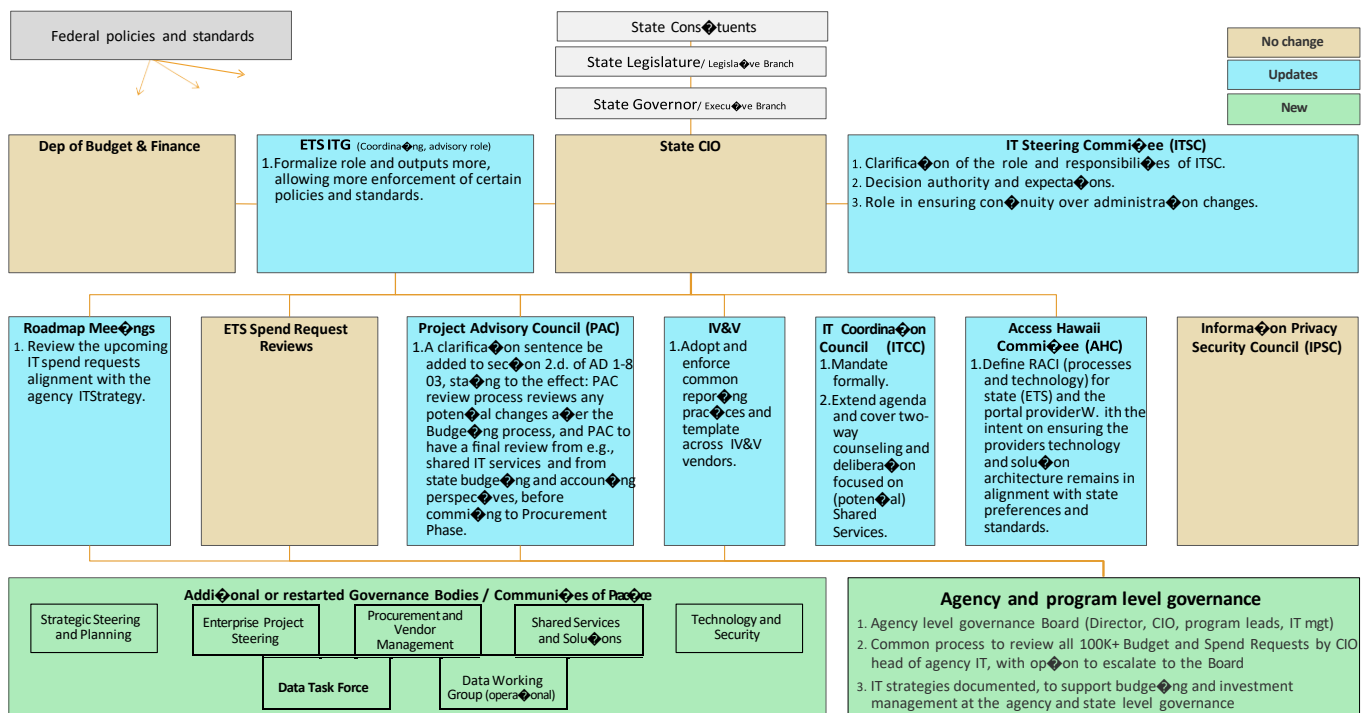 Federal policies and standards
State Cons�tuents
State Legislature/ Legisla�ve Branch
State Governor/ Execu�ve Branch
No change
Updates
New
Dep of Budget & Finance
ETS ITG (Coordina�ng, advisory role)
1.Formalize role and outputs more,
allowing more enforcement of certain
policies and standards.
State CIO
IT Steering Commi�ee (ITSC)
1. Clarifica�on of the role and responsibili�es of ITSC.
2. Decision authority and expecta�ons.
3. Role in ensuring con�nuity over administra�on changes.
Roadmap Mee�ngs
1. Review the upcoming
IT spend requests
alignment with the
agency ITStrategy.
ETS Spend Request
Reviews
Project Advisory Council (PAC)
1.A clarifica�on sentence be
added to sec�on 2.d. of AD 1-8
03, sta�ng to the effect: PAC
review process reviews any
poten�al changes a�er the
Budge�ng process, and PAC to
have a final review from e.g.,
shared IT services and from
state budge�ng and accoun�ng
perspec�ves, before
commi�ng to Procurement
Phase.
IV&V
1.Adopt and
enforce
common
repor�ng
prac�ces and
template
across IV&V
vendors.
IT Coordina�on
Council (ITCC)
1.Mandate
formally.
2.Extend agenda
and cover two-
way
counseling and
delibera�on
focused on
(poten�al)
Shared
Services.
Access Hawaii
Commi�ee (AHC)
1.Define RACI (processes
and technology) for
state (ETS) and the
portal providerW. ith the
intent on ensuring the
providers technology
and solu�on
architecture remains in
alignment with state
preferences and
standards.
Informa�on Privacy
Security Council (IPSC)
Addi�onal or restarted Governance Bodies / Communi�es of
Strategic Steering
and Planning
Enterprise Project
Steering
Procurement and
Vendor
Management
Shared Services
and Solu�ons
Technology and
Security
Data Task Force
Data Working
Group (opera�onal)
Agency and program level governance
1. Agency level governance Board (Director, CIO, program leads, IT mgt)
2. Common process to review all 100K+ Budget and Spend Requests by CIO
head of agency IT, with op�on to escalate to the Board
3. IT strategies documented, to support budge�ng and investment
management at the agency and state level governance